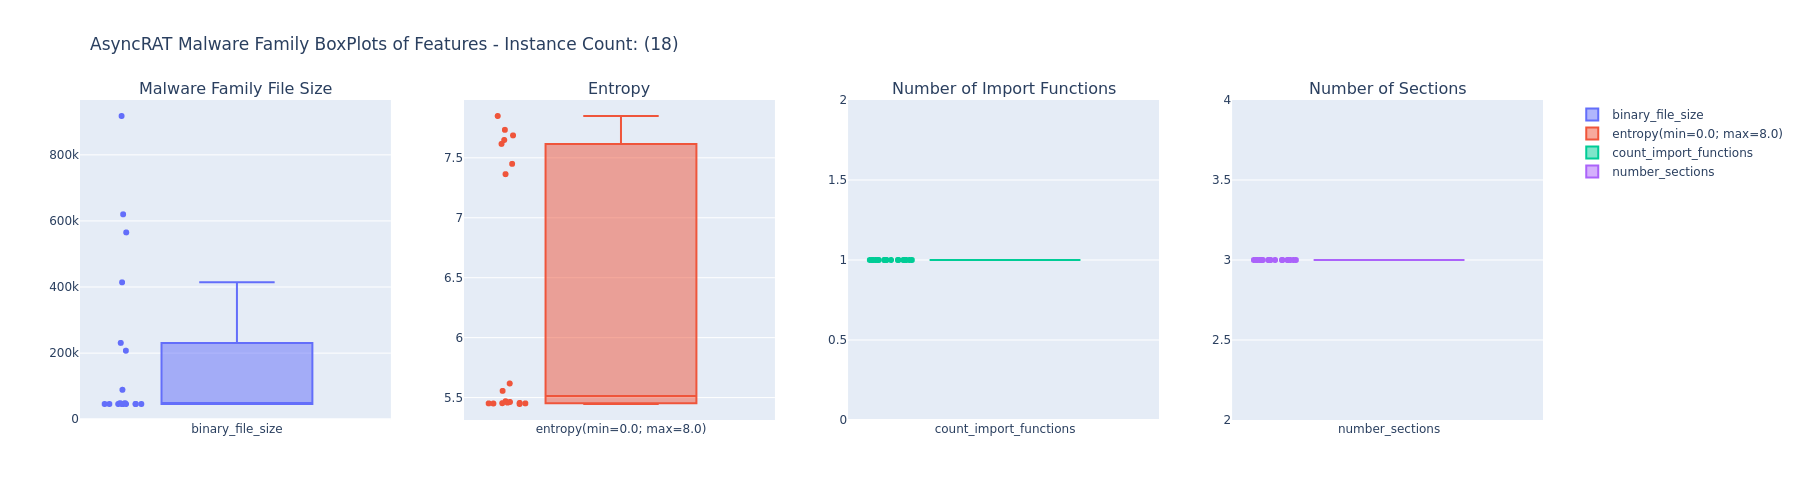 AsyncRAT Malware Family BoxPlots of Features - Instance Count: (18)
Malware Family File Size
800k
600k
400k
200k
0
binary_file_size
Entropy
7.5
7
6.5
6
5.5
entropy(min=0.0; max=8.0)
Number of Import Functions
2
1.5
1
0.5
0
count_import_functions
Number of Sections
4
3.5
3
2.5
2
number_sections
binary_file_size
entropy(min=0.0; max=8.0)
count_import_functions
number_sections